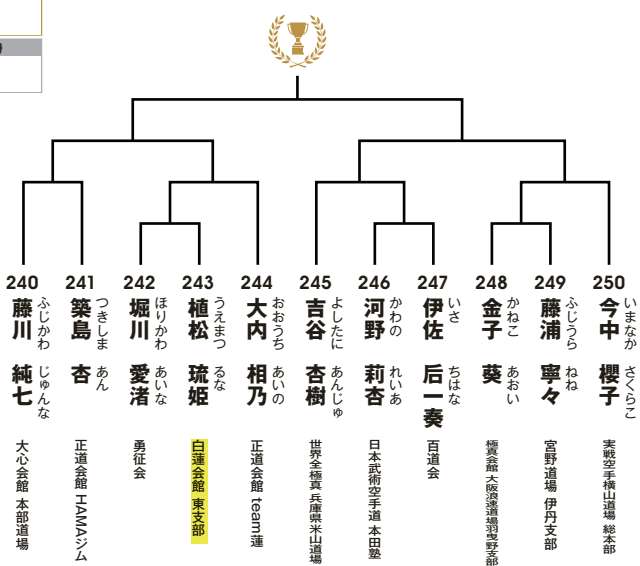 240
藤川 純七
ふじかわ じゅんな
大心会館 本部道場
241
築島 杏
つきしま あん
正道会館 HAMAジム
242
堀川 愛渚
ほりかわ あいな
勇征会
243
植松 琉姫
うえまつ るな
白蓮会館 東支部
244
大内 相乃
おおうち あいの
正道会館 team蓮
245
吉谷 杏樹
よしたに あんじゅ
世界全極真 兵庫県米山道場
246
河野 莉杏
かわの れいあ
日本武術空手道 本田塾
247
伊佐 后一奏
いさ ちはな
百道会
248
金子 葵
かねこ あおい
極真会館 大阪浪速道場羽曳野支部
249
藤浦 寧々
ふじうら ねね
宮野道場 伊丹支部
250
今中 櫻子
いまなか さくらこ
実戦空手横山道場 総本部